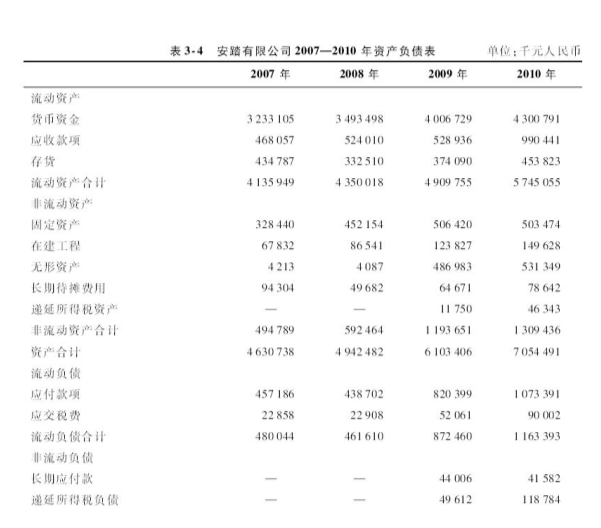 表 3-4 安踏有限公司 2007—2010 年资产负债表 单位:千元人民币
2007 年 2008 年 2009 年 2010 年
流动资产
货币资金 3 233 105 3 493 498 4 006 729 4 300 791
应收款项 468 057 524 010 528 936 990 441
存货 434 787 332 510 374 090 453 823
流动资产合计 4 135 949 4 350 018 4 909 755 5 745 055
非流动资产
固定资产 328 440 452 154 506 420 503 474
在建工程 67 832 86 541 123 827 149 628
无形资产 4 213 4 087 486 983 531 349
长期待摊费用 94 304 49 682 64 671 78 642
递延所得税资产 — — 11 750 46 343
非流动资产合计 494 789 592 464 1 193 651 1 309 436
资产合计 4 630 738 4 942 482 6 103 406 7 054 491
流动负债
应付款项 457 186 438 702 820 399 1 073 391
应交税费 22 858 22 908 52 061 90 002
流动负债合计 480 044 461 610 872 460 1 163 393
非流动负债
长期应付款 — — 44 006 41 582
递延所得税负债 — — 49 612 118 784